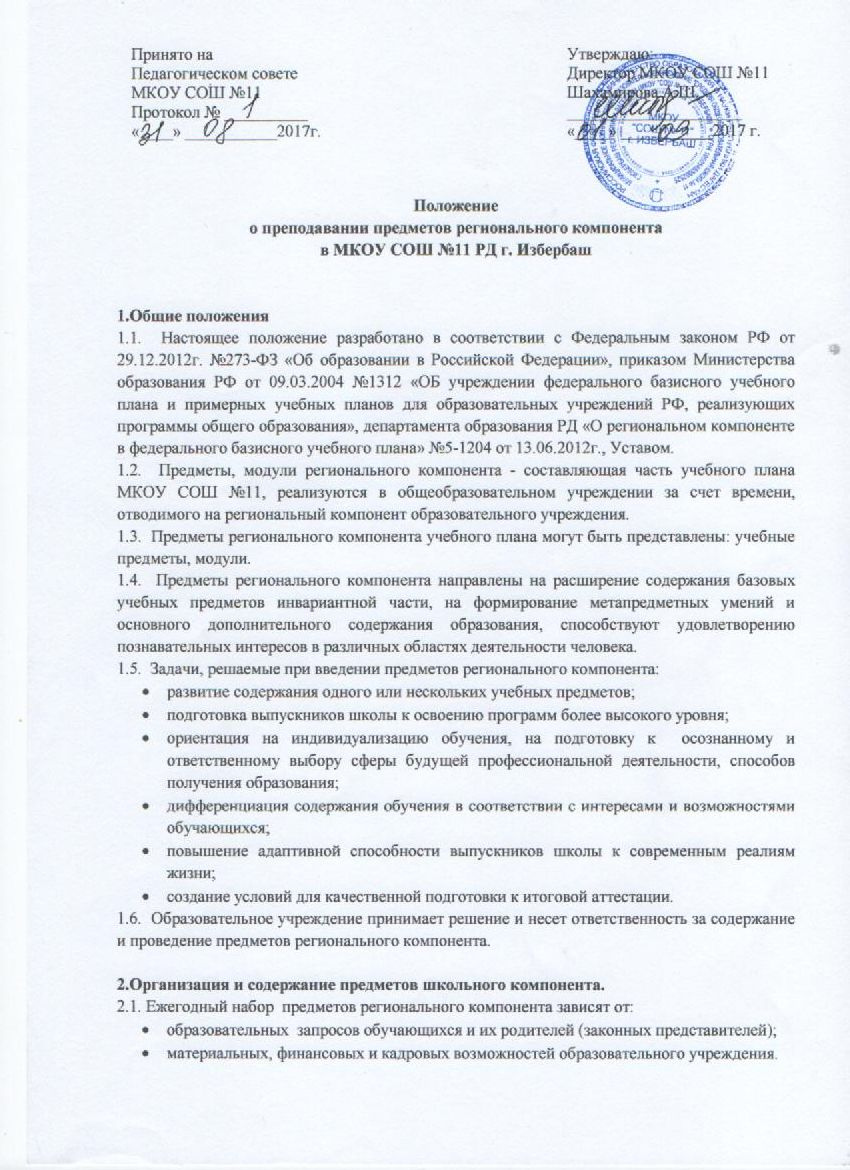 Принято на
Педагогическом совете
МКОУ СОШ №11
Протокол № 1
«31» 08 2017г.
Утверждаю:
Директор МКОУ СОШ №11
Шахамирова А.Ш.
« » 2017 г.
МКОУ
"СОШ №11"
г. ИЗБЕРБАШ
Положение
о преподавании предметов регионального компонента
в МКОУ СОШ №11 РД г. Избербаш
1.Общие положения
1.1. Настоящее положение разработано в соответствии с Федеральным законом РФ от
29.12.2012г. №273-ФЗ «Об образовании в Российской Федерации», приказом Министерства
образования РФ от 09.03.2004 №1312 «ОБ учреждении федерального базисного учебного
плана и примерных учебных планов для образовательных учреждений РФ, реализующих
программы общего образования», департамента образования РД «О региональном компоненте
в федерального базисного учебного плана» №5-1204 от 13.06.2012г., Уставом.
1.2. Предметы, модули регионального компонента - составляющая часть учебного плана
МКОУ СОШ №11, реализуются в общеобразовательном учреждении за счет времени,
отводимого на региональный компонент образовательного учреждения.
1.3. Предметы регионального компонента учебного плана могут быть представлены: учебные
предметы, модули.
1.4. Предметы регионального компонента направлены на расширение содержания базовых
учебных предметов инвариантной части, на формирование метапредметных умений и
основного дополнительного содержания образования, способствуют удовлетворению
познавательных интересов в различных областях деятельности человека.
1.5. Задачи, решаемые при введении предметов регионального компонента:
• развитие содержания одного или нескольких учебных предметов;
• подготовка выпускников школы к освоению программ более высокого уровня;
• ориентация на индивидуализацию обучения, на подготовку к осознанному и
ответственному выбору сферы будущей профессиональной деятельности, способов
получения образования;
• дифференциация содержания обучения в соответствии с интересами и возможностями
обучающихся;
• повышение адаптивной способности выпускников школы к современным реалиям
жизни;
• создание условий для качественной подготовки к итоговой аттестации.
1.6. Образовательное учреждение принимает решение и несет ответственность за содержание
и проведение предметов регионального компонента.
2.Организация и содержание предметов школьного компонента.
2.1. Ежегодный набор предметов регионального компонента зависят от:
• образовательных запросов обучающихся и их родителей (законных представителей);
• материальных, финансовых и кадровых возможностей образовательного учреждения.